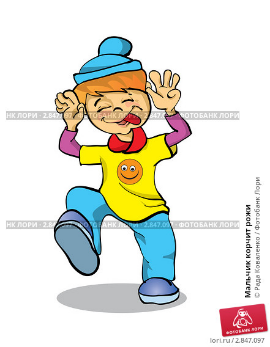 НК ЛОРИ - 2.847.097 ФОТОБАНК ЛОРИ
НК ЛОРИ - 2.847.097 - ФОТОБАНК ЛОРИ
Мальчик корчит рожи
© Рада Коваленко / Фотобанк Лори
ФОТОБАНК ЛОРИ
lori.ru / 2.847.097